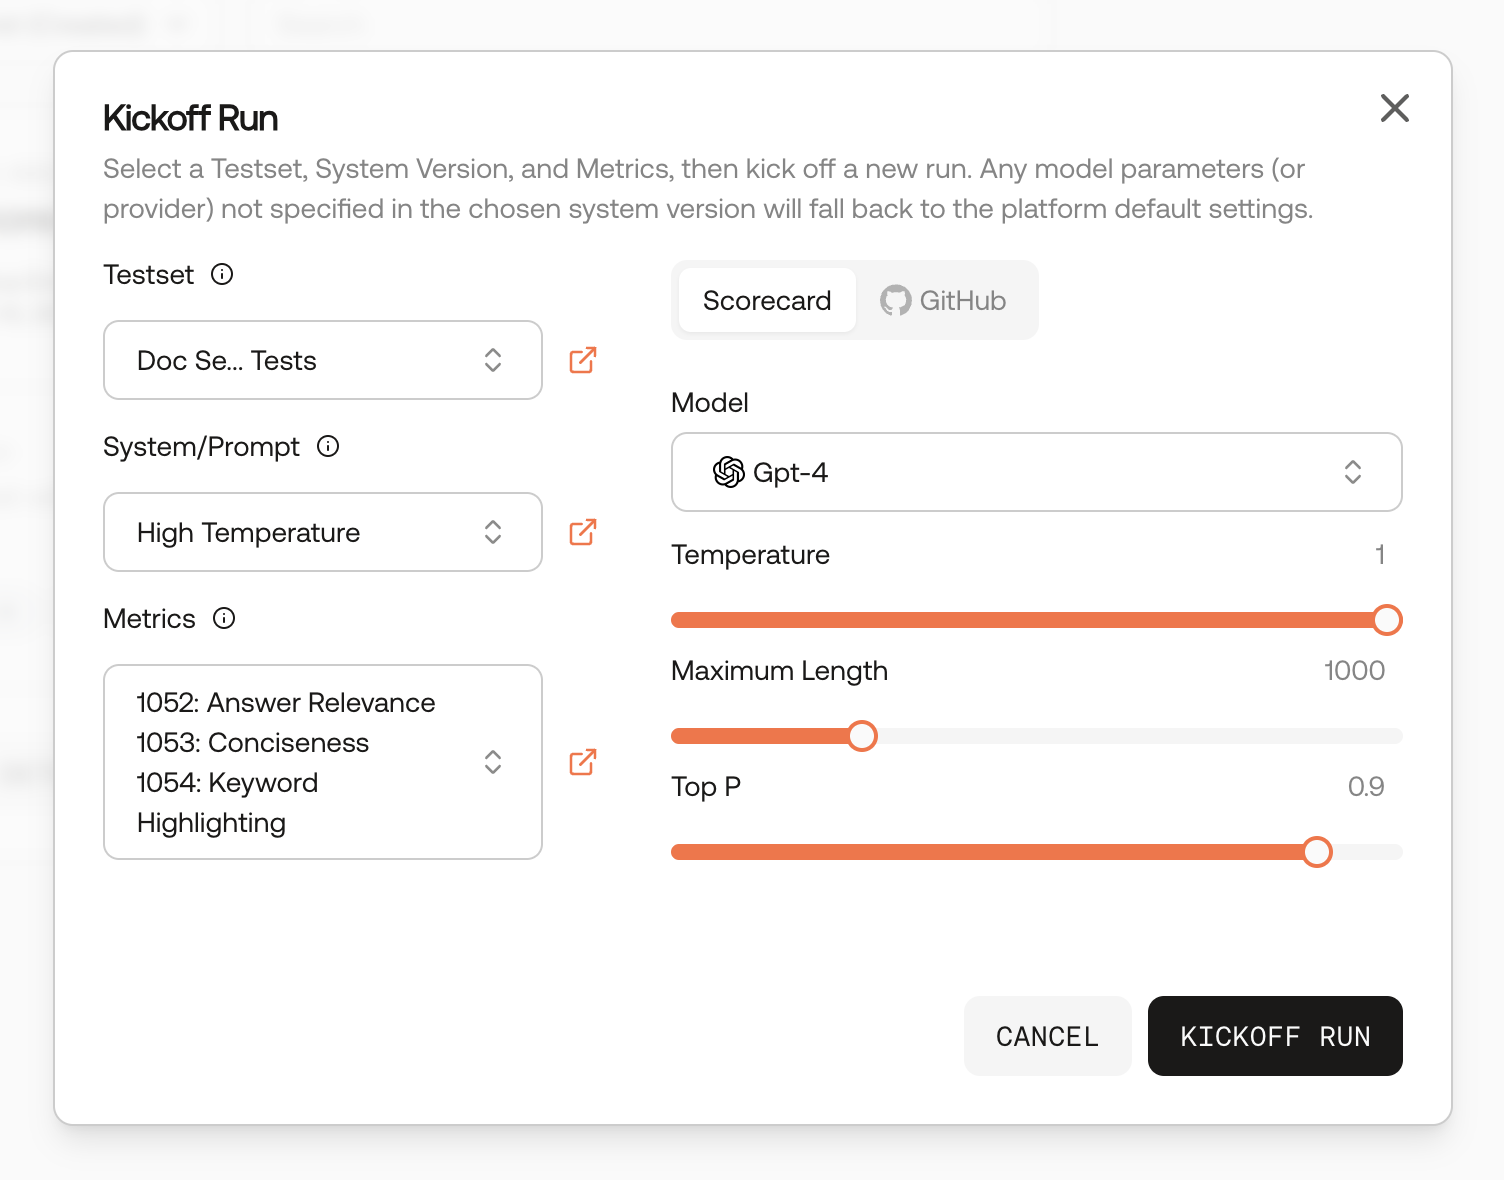 Kickoff Run
Select a Testset, System Version, and Metrics, then kick off a new run. Any model parameters (or
provider) not specified in the chosen system version will fall back to the platform default settings.
Testset
Doc Se... Tests
System/Prompt
High Temperature
Metrics
1052: Answer Relevance
1053: Conciseness
1054: Keyword
Highlighting
Scorecard
GitHub
Model
Gpt-4
Temperature
1
Maximum Length
1000
Top P
0.9
CANCEL
KICKOFF RUN